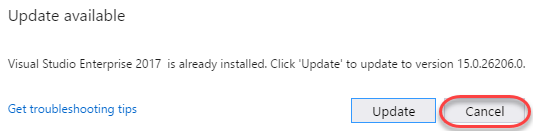 Update available
Visual Studio Enterprise 2017 is already installed. Click 'Update' to update to version 15.0.26206.0.
Get troubleshooting tips
Update
Cancel